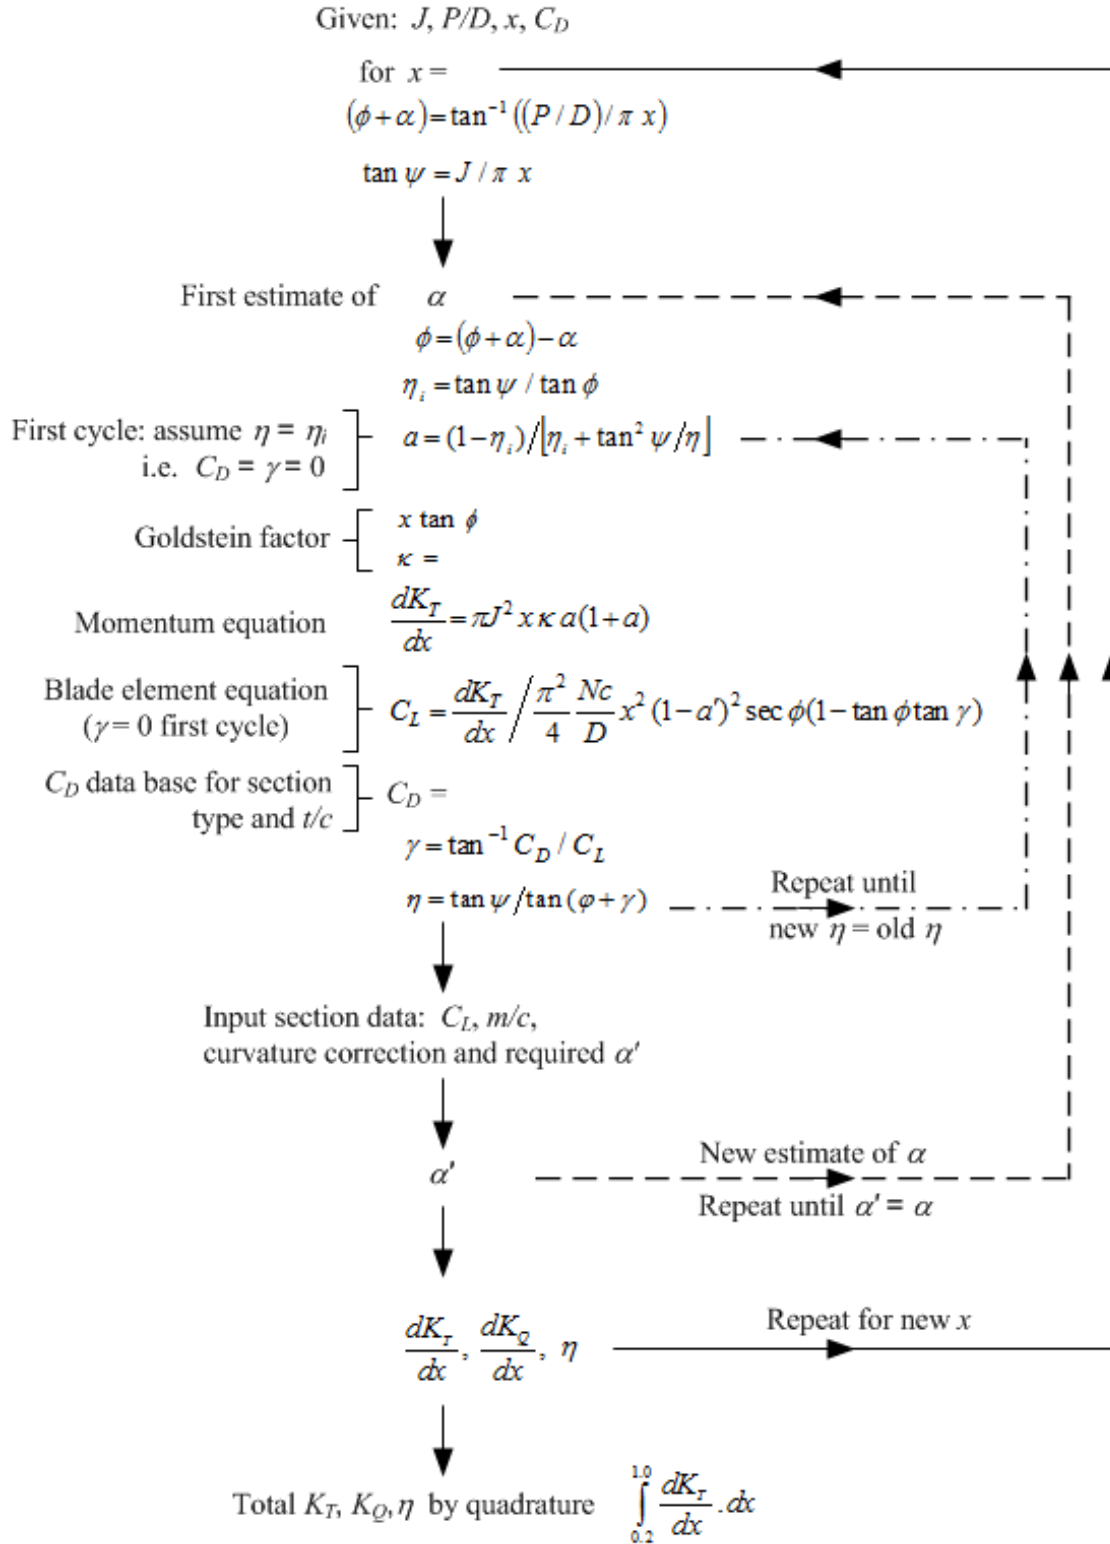 Given: J, P/D, x, C_D
for x =
(ϕ+α)=tan⁻¹((P/D)/π x)
tan ψ = J / π x
First estimate of α
ϕ=(ϕ+α)−α
η_i = tan ψ / tan ϕ
First cycle: assume η = η_i
i.e. C_D = γ = 0
a = (1−η_i)/[η_i + tan² ψ/η]
Goldstein factor
x tan ϕ
κ =
Momentum equation
dK_T/dx = πJ² x κ a(1+a)
Blade element equation
(γ = 0 first cycle)
C_L = dK_T/dx / π²/4 Nc/D x² (1−a')² sec ϕ(1−tan ϕ tan γ)
C_D data base for section
type and t/c
C_D =
γ = tan⁻¹ C_D / C_L
η = tan ψ/tan (φ + γ)
Repeat until
new η = old η
Input section data: C_L, m/c,
curvature correction and required α'
α'
New estimate of α
Repeat until α' = α
dK_T/dx, dK_Q/dx, η
Repeat for new x
Total K_T, K_Q, η by quadrature ∫_0.2^1.0 dK_T/dx . dx